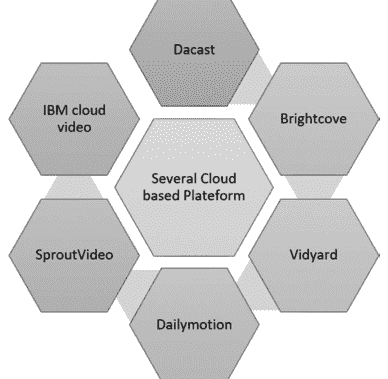 Dacast
Brightcove
Vidyard
Dailymotion
SproutVideo
IBM cloud
video
Several Cloud
based Plateform